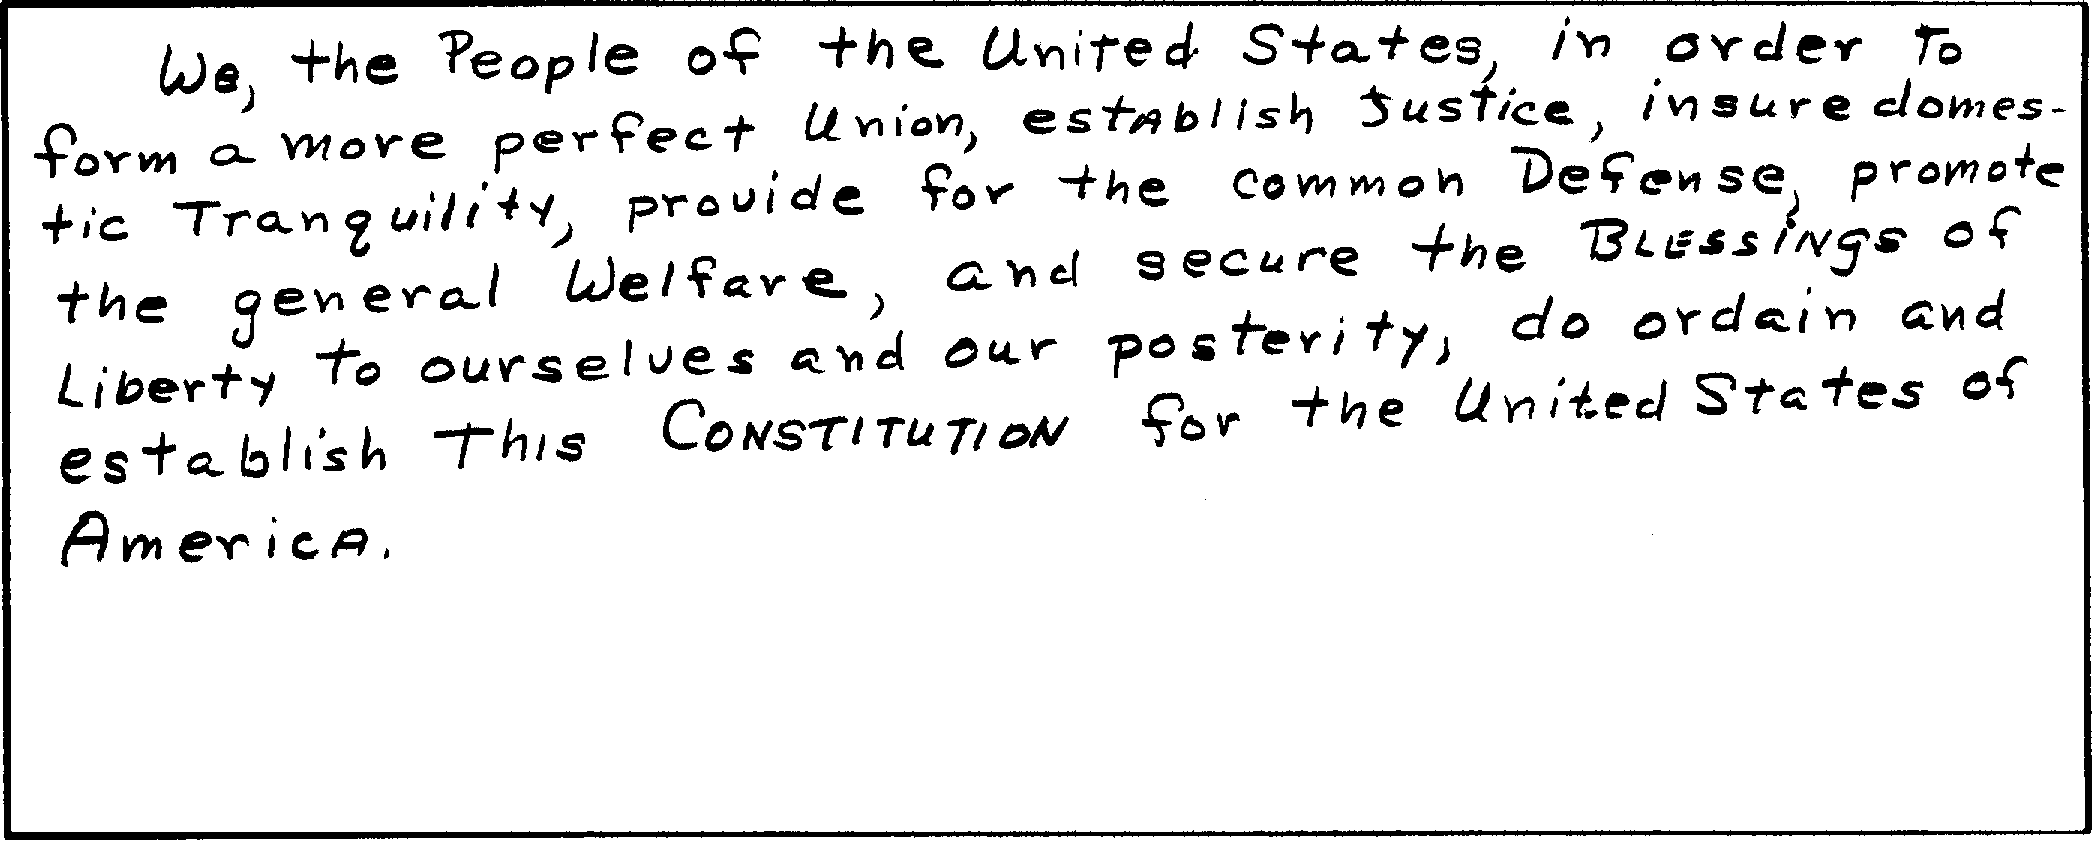 We, the People of the United States, in order to
form a more perfect Union, establish Justice, insure domes-
tic Tranquility, provide for the common Defense, promote
the general Welfare, and secure the Blessings of
Liberty to ourselves and our posterity, do ordain and
establish this CONSTITUTION for the United States of
America.